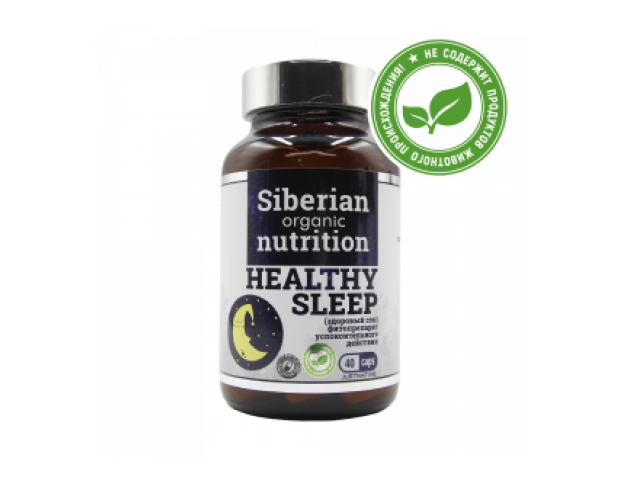 НЕ СОДЕРЖИТ ПРОДУКТОВ ЖИВОТНОГО ПРОИСХОЖДЕНИЯ!
Siberian
organic
nutrition
HEALTHY
SLEEP
(здоровый сон)
фитопрепарат
успокоительного
действия
40 caps